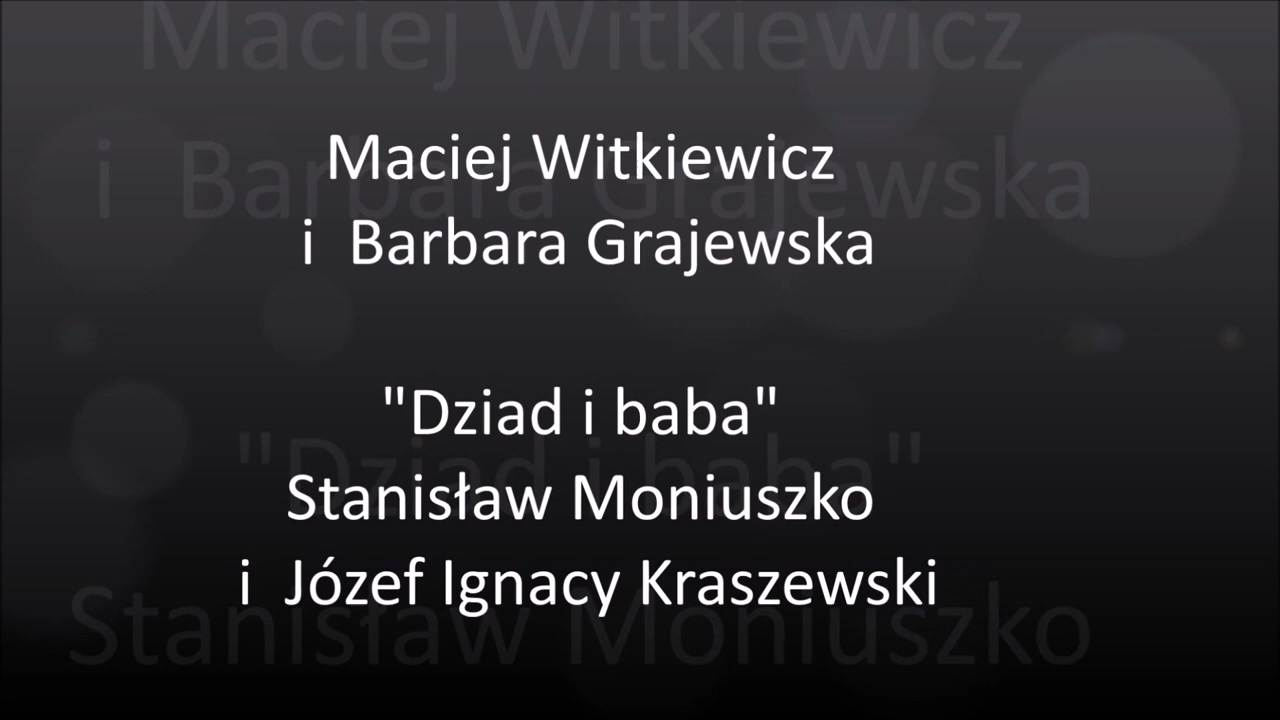 Maciej Witkiewicz
i Barbara Grajewska
"Dziad i baba"
Stanisław Moniuszko
i Józef Ignacy Kraszewski